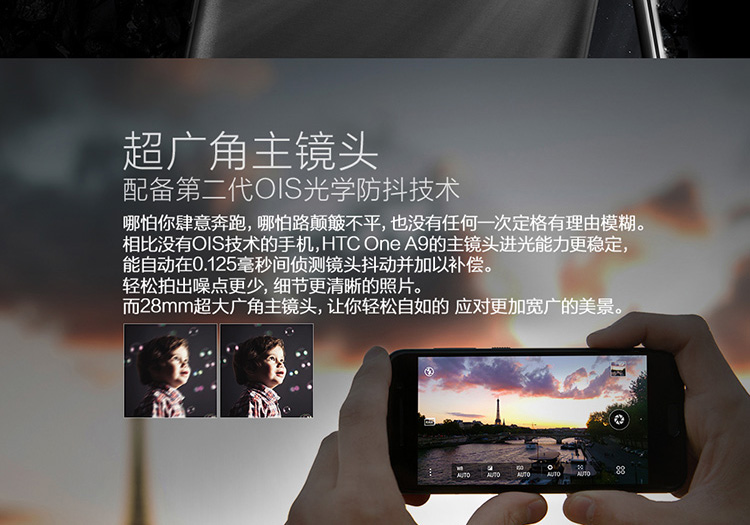 超广角主镜头
配备第二代OIS光学防抖技术
哪怕你肆意奔跑，哪怕路颠簸不平，也没有任何一次定格有理由模糊。
相比没有OIS技术的手机，HTC One A9的主镜头进光能力更稳定，
能自动在0.125毫秒间侦测镜头抖动并加以补偿。
轻松拍出噪点更少，细节更清晰的照片。
而28mm超大广角主镜头，让你轻松自如的 应对更加宽广的美景。
WB ISO
AUTO AUTO AUTO AUTO AUTO